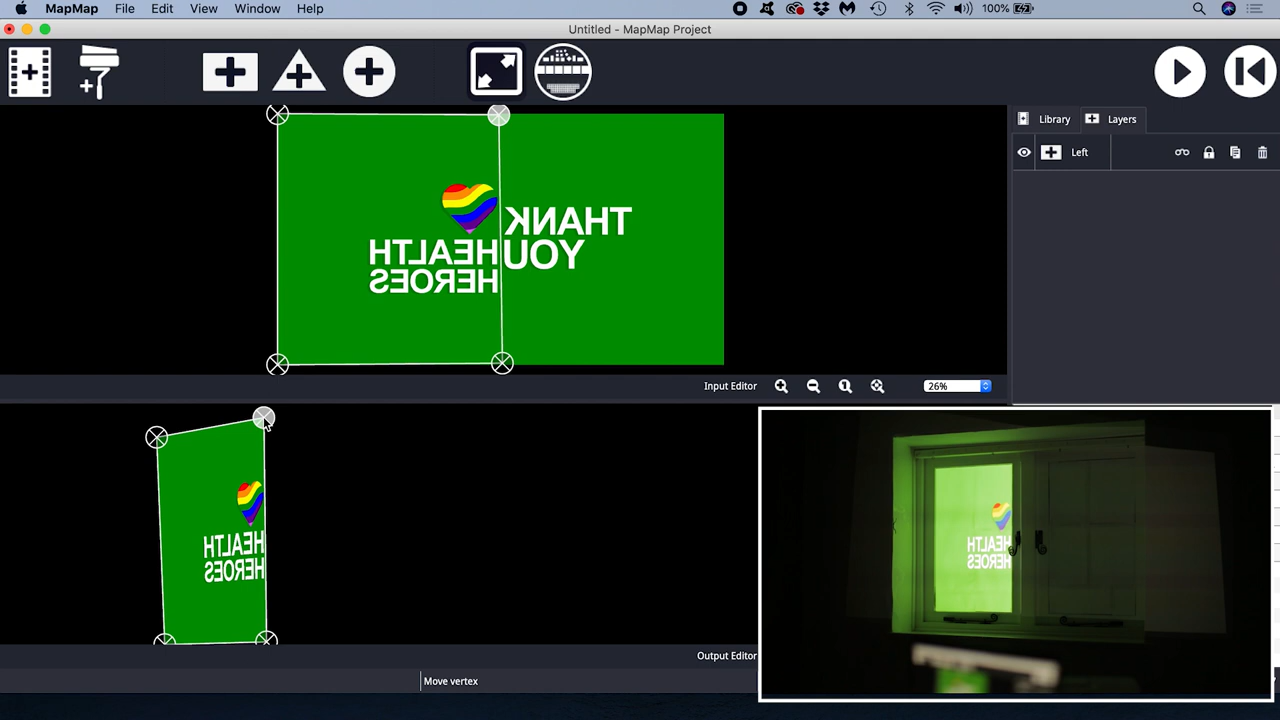 MapMap File Edit View Window Help 100%
Untitled - MapMap Project
Library Layers
Left
THANK
YOU
HEALTH
HEROES
Input Editor 26%
HEALTH
HEROES
HEALTH
HEROES
Output Editor
Move vertex